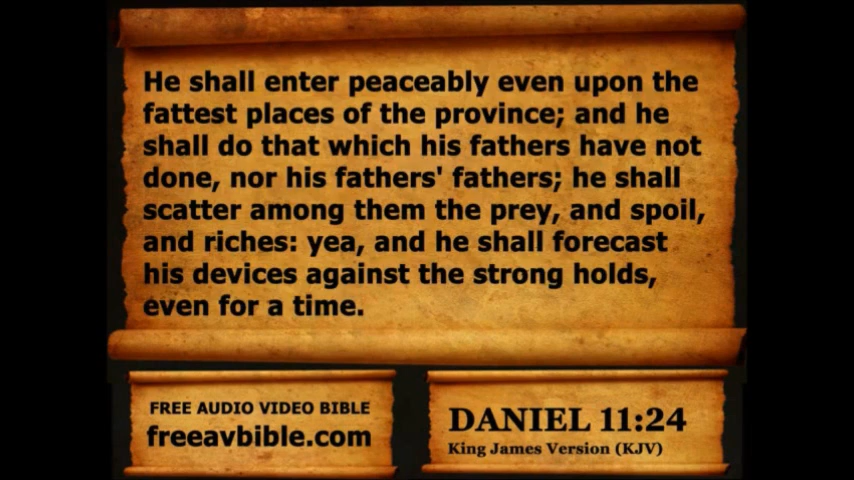 He shall enter peaceably even upon the
fattest places of the province; and he
shall do that which his fathers have not
done, nor his fathers' fathers; he shall
scatter among them the prey, and spoil,
and riches: yea, and he shall forecast
his devices against the strong holds,
even for a time.
FREE AUDIO VIDEO BIBLE
freeavbible.com
DANIEL 11:24
King James Version (KJV)